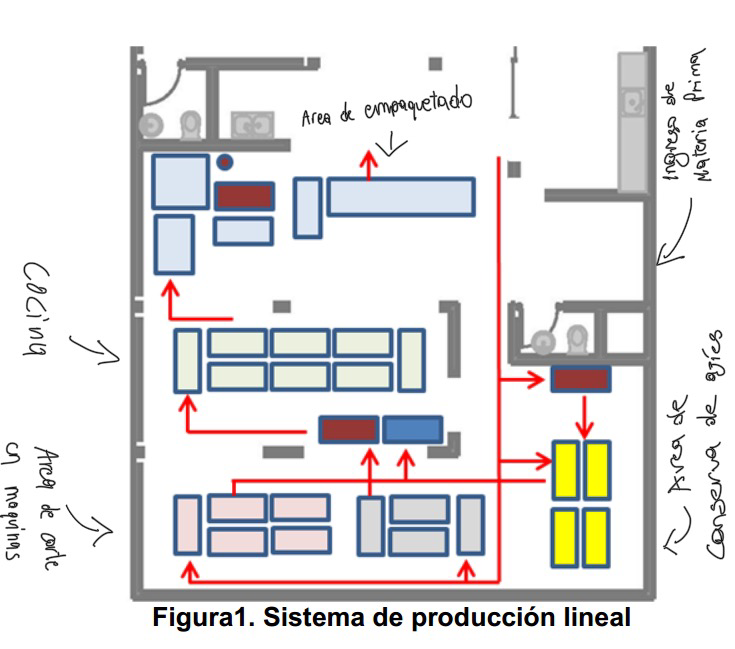 Area de empaquetado
Ingreso de
Materia Prima
Cocina
Area de corte
en maquinas
Area de
Conserva de ajíes
Figura1. Sistema de producción lineal